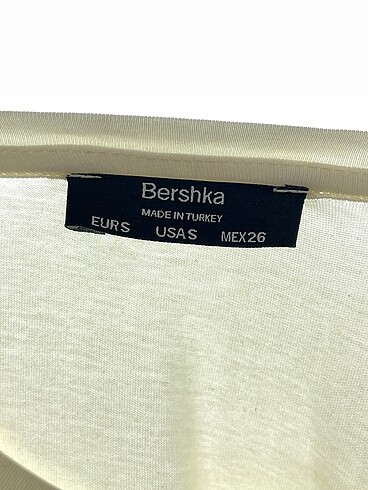 Bershka
MADE IN TURKEY
EUR S USA S MEX 26